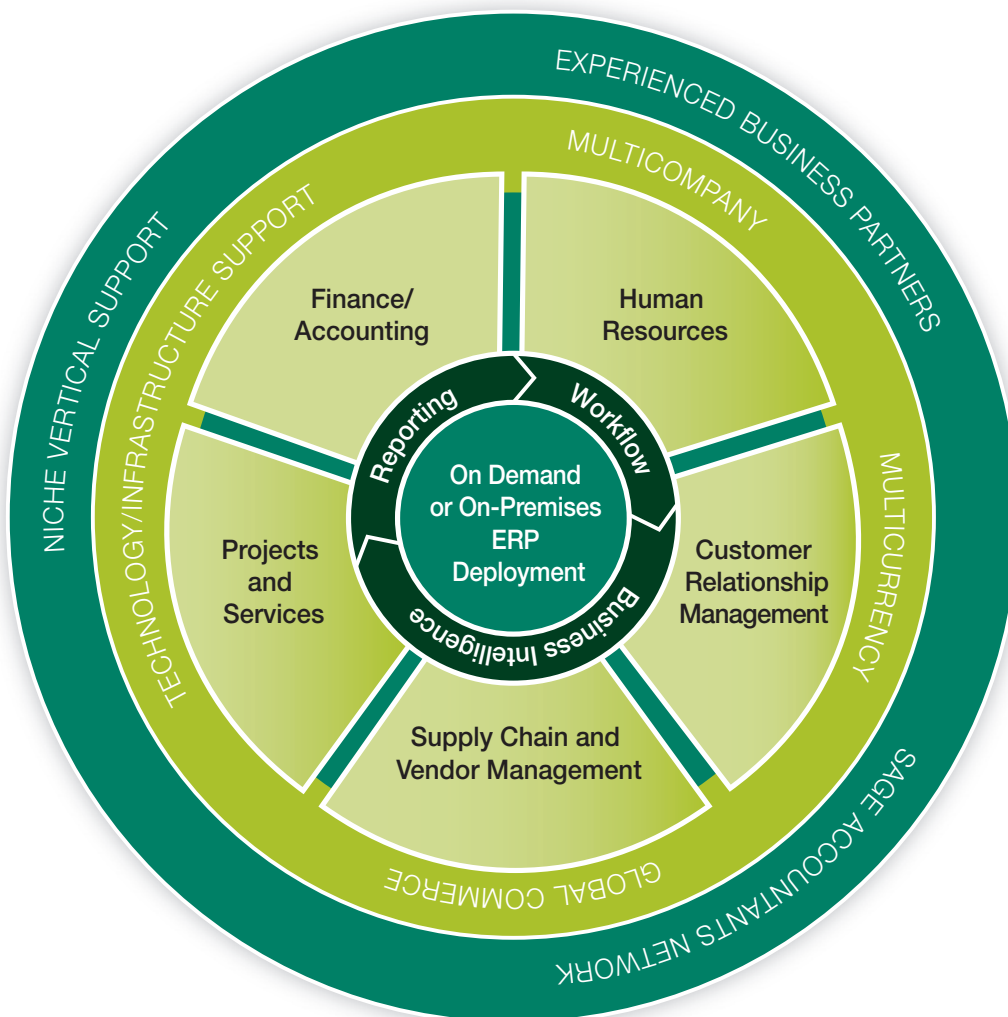 EXPERIENCED BUSINESS PARTNERS
SAGE ACCOUNTANTS NETWORK
NICHE VERTICAL SUPPORT
TECHNOLOGY/INFRASTRUCTURE SUPPORT
MULTICOMPANY
MULTICURRENCY
GLOBAL COMMERCE
Finance/
Accounting
Human
Resources
Customer
Relationship
Management
Supply Chain and
Vendor Management
Projects
and
Services
Reporting
Workflow
Business Intelligence
On Demand
or On-Premises
ERP
Deployment